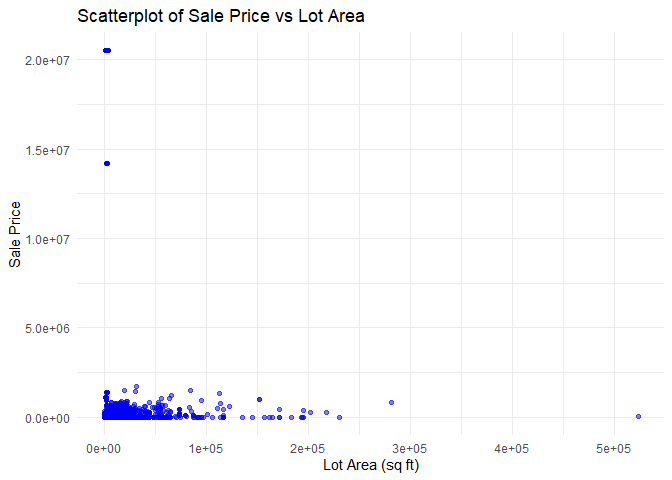 Scatterplot of Sale Price vs Lot Area
Sale Price
2.0e+07
1.5e+07
1.0e+07
5.0e+06
0.0e+00
0e+00 1e+05 2e+05 3e+05 4e+05 5e+05
Lot Area (sq ft)